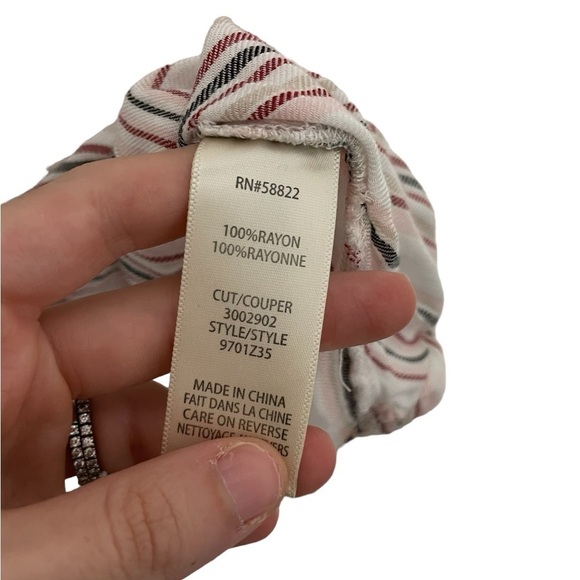 RN#58822
100%RAYON
100%RAYONNE
CUT/COUPER
3002902
STYLE/STYLE
9701Z35
MADE IN CHINA
FAIT DANS LA CHINE
CARE ON REVERSE
NETTOYAGE